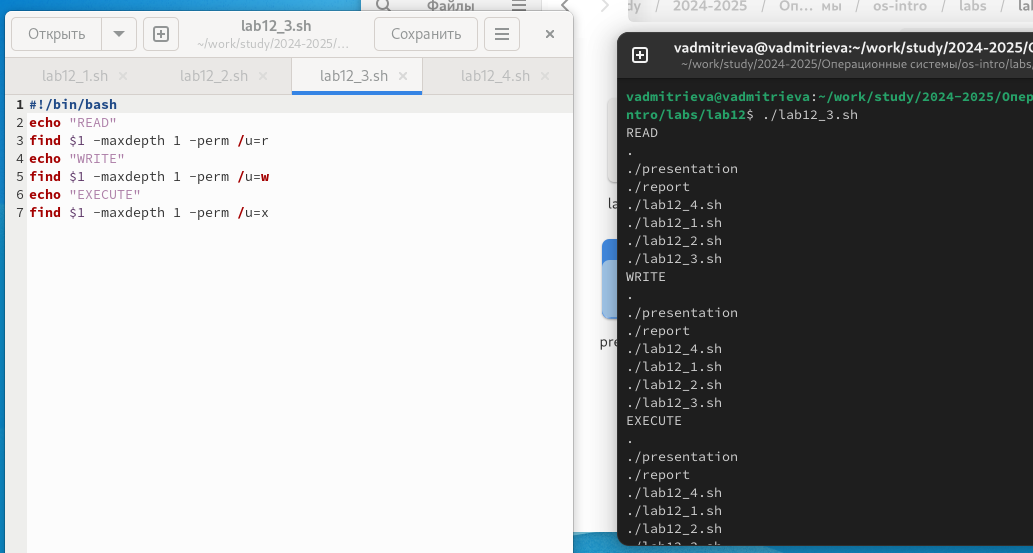 Файлы
2024-2025 / Оп... мы / os-intro / labs /
Открыть
lab12_3.sh
~/work/study/2024-2025/...
Сохранить
lab12_1.sh
lab12_2.sh
lab12_3.sh
lab12_4.sh
1 #!/bin/bash
2 echo "READ"
3 find $1 -maxdepth 1 -perm /u=r
4 echo "WRITE"
5 find $1 -maxdepth 1 -perm /u=w
6 echo "EXECUTE"
7 find $1 -maxdepth 1 -perm /u=x
vadmitrieva@vadmitrieva:~/work/study/2024-2025/О
~/work/study/2024-2025/Операционные системы/os-intro/labs/
vadmitrieva@vadmitrieva:~/work/study/2024-2025/Опер
ntro/labs/lab12$ ./lab12_3.sh
READ
.
./presentation
./report
./lab12_4.sh
./lab12_1.sh
./lab12_2.sh
./lab12_3.sh
WRITE
.
./presentation
./report
./lab12_4.sh
./lab12_1.sh
./lab12_2.sh
./lab12_3.sh
EXECUTE
.
./presentation
./report
./lab12_4.sh
./lab12_1.sh
./lab12_2.sh